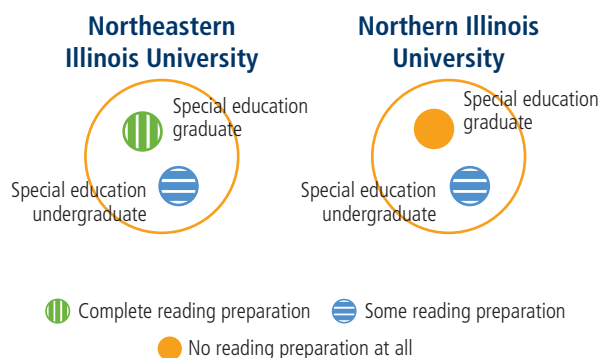 Northeastern
Illinois University
Special education
graduate
Special education
undergraduate
Northern Illinois
University
Special education
graduate
Special education
undergraduate
Complete reading preparation
Some reading preparation
No reading preparation at all